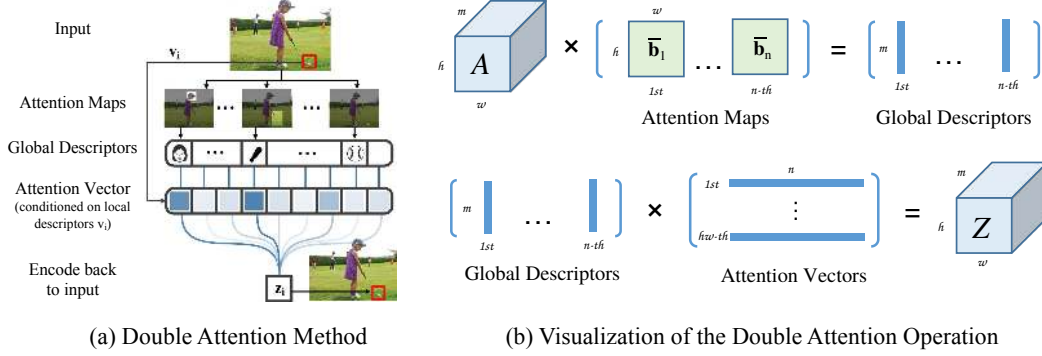 Input
v_i
Attention Maps
...
...
Global Descriptors
...
...
Attention Vector
(conditioned on local
descriptors v_i)
Encode back
to input
z_i
(a) Double Attention Method
m
h
A
w
×
w
h
b̅_1
...
b̅_n
1st
n-th
Attention Maps
=
m
...
1st
n-th
Global Descriptors
m
...
1st
n-th
Global Descriptors
×
n
1st
⋮
hw-th
Attention Vectors
=
m
h
Z
w
(b) Visualization of the Double Attention Operation